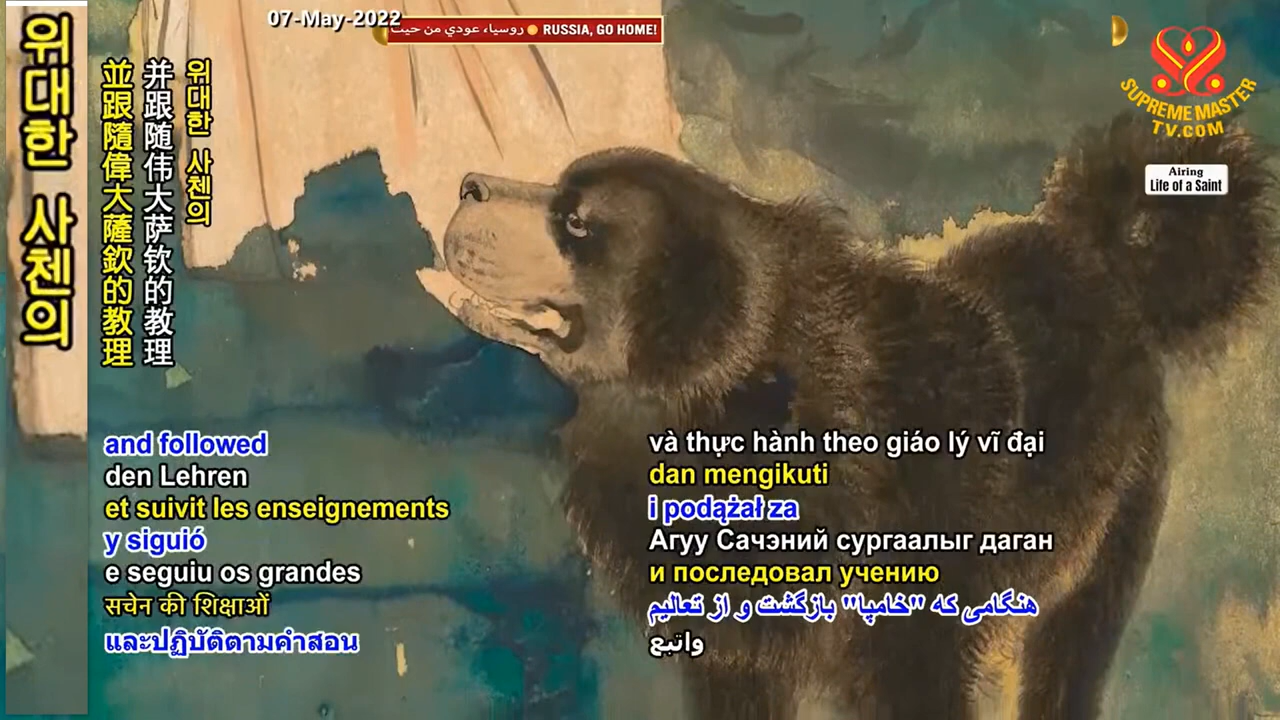 07-May-2022
روسيا، عودي من حيث
RUSSIA, GO HOME!
SUPREME MASTER
TV.COM
Airing
Life of a Saint
위대한 사첸의
위대한 사첸의
并跟随伟大萨钦的教理
並跟隨偉大薩欽的教理
and followed
den Lehren
et suivit les enseignements
y siguió
e seguiu os grandes
सचेन की शिक्षाओं
และปฏิบัติตามคำสอน
và thực hành theo giáo lý vĩ đại
dan mengikuti
i podążał za
Агуу Сачэний сургаалыг даган
и последовал учению
هنگامی که "خامپا" بازگشت و از تعالیم
واتبع